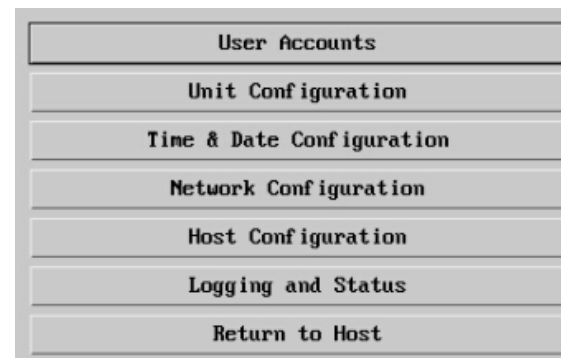 User Accounts
Unit Configuration
Time & Date Configuration
Network Configuration
Host Configuration
Logging and Status
Return to Host